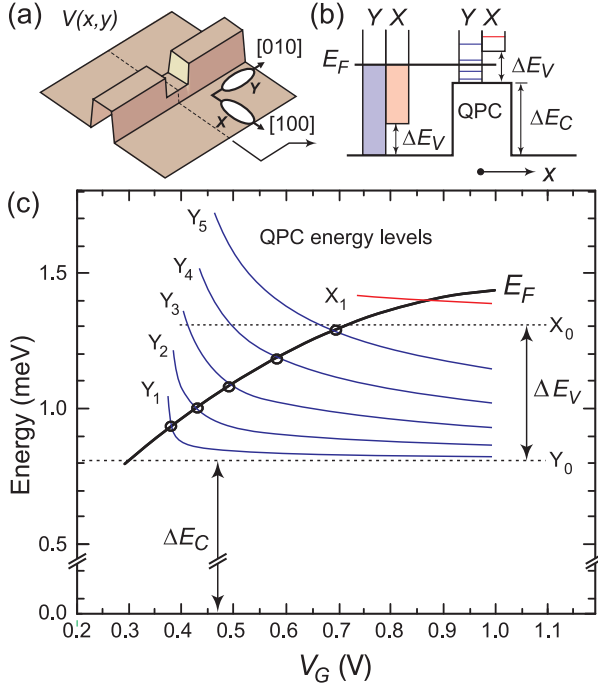 (a)
V(x,y)
[010]
Y
X
[100]
(b)
Y X
Y X
E_F
ΔE_V
QPC
ΔE_V
ΔE_C
x
(c)
QPC energy levels
Y₅
Y₄
Y₃
Y₂
Y₁
X₁
E_F
X₀
ΔE_V
Y₀
ΔE_C
Energy (meV)
1.5
1.0
0.5
0.0
0.2 0.3 0.4 0.5 0.6 0.7 0.8 0.9 1.0 1.1
V_G (V)